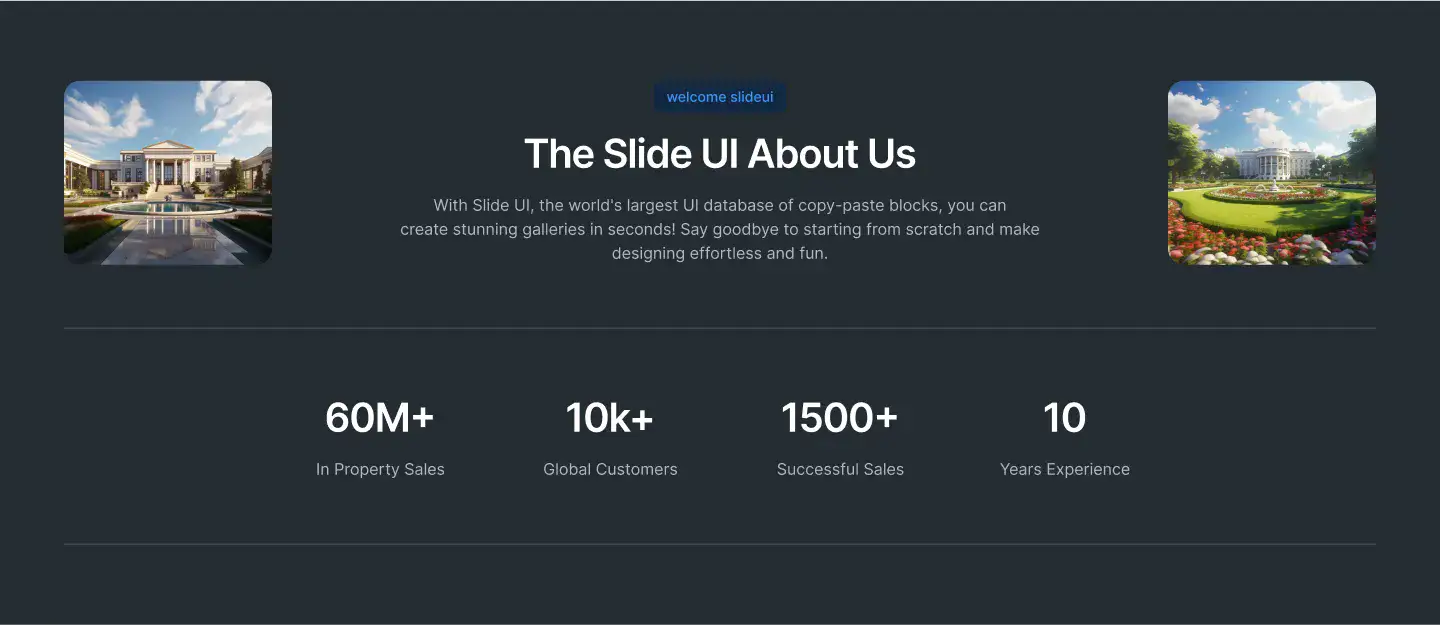 welcome slideui
The Slide UI About Us
With Slide UI, the world's largest UI database of copy-paste blocks, you can
create stunning galleries in seconds! Say goodbye to starting from scratch and make
designing effortless and fun.
60M+
10k+
1500+
10
In Property Sales
Global Customers
Successful Sales
Years Experience